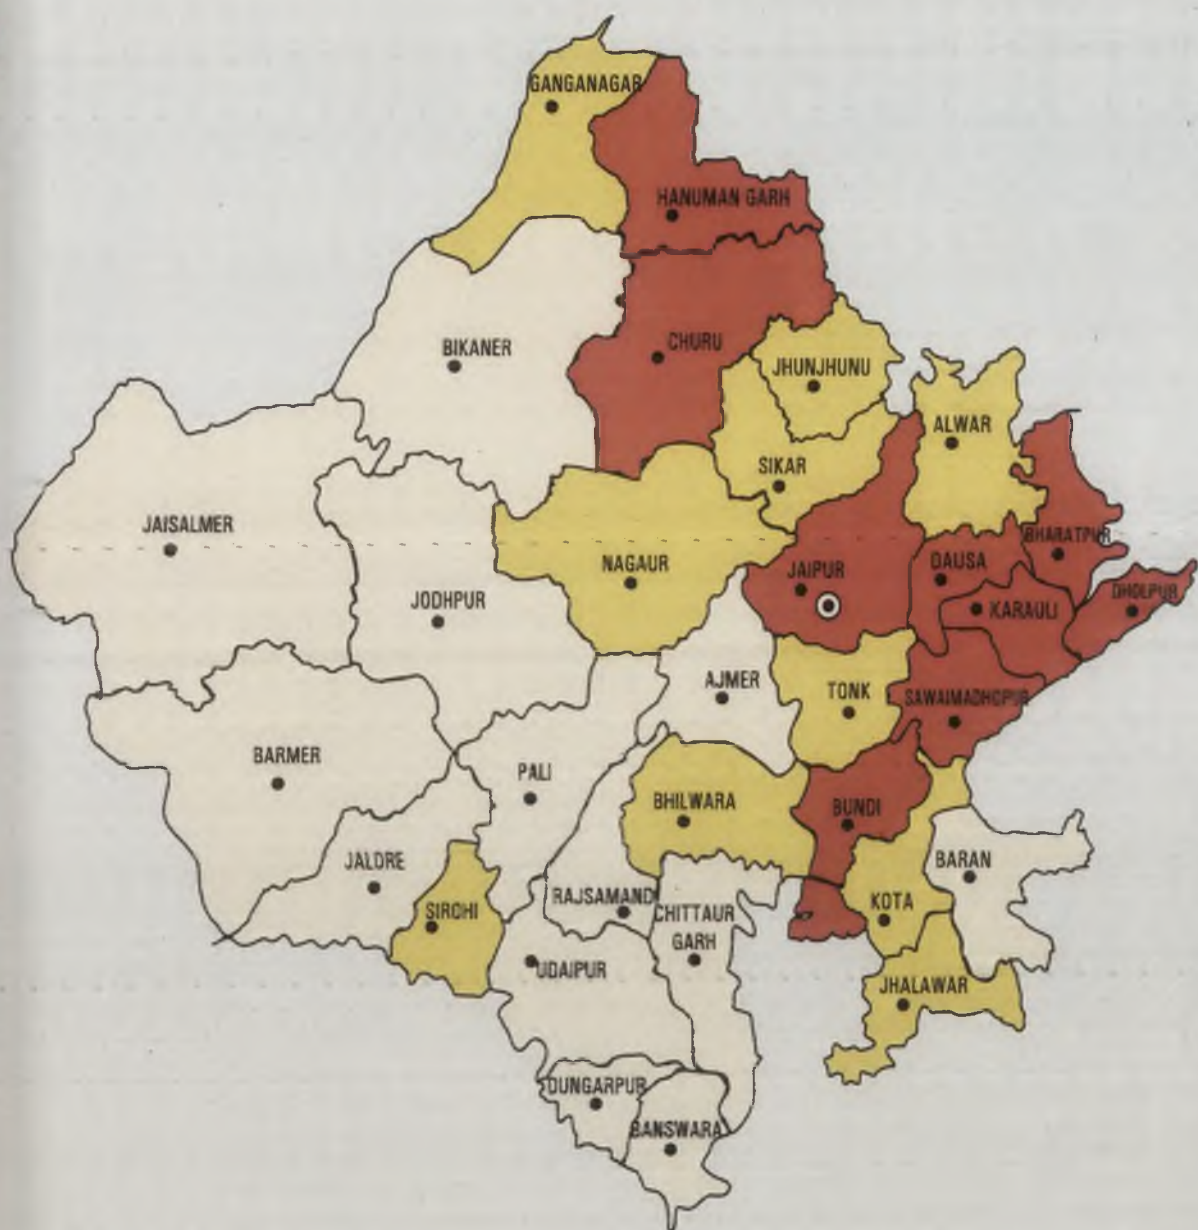 GANGANAGAR
HANUMAN GARH
BIKANER
CHURU
JHUNJHUNU
ALWAR
SIKAR
JAISALMER
BHARATPUR
DAUSA
NAGAUR
JAIPUR
JODHPUR
KARAULI
DHOLPUR
AJMER
TONK
SAWAIMADHOPUR
BARMER
PALI
BHILWARA
BUNDI
JALDRE
BARAN
RAJSAMAND
SIROHI
CHITTAUR
GARH
KOTA
UDAIPUR
JHALAWAR
DUNGARPUR
BANSWARA